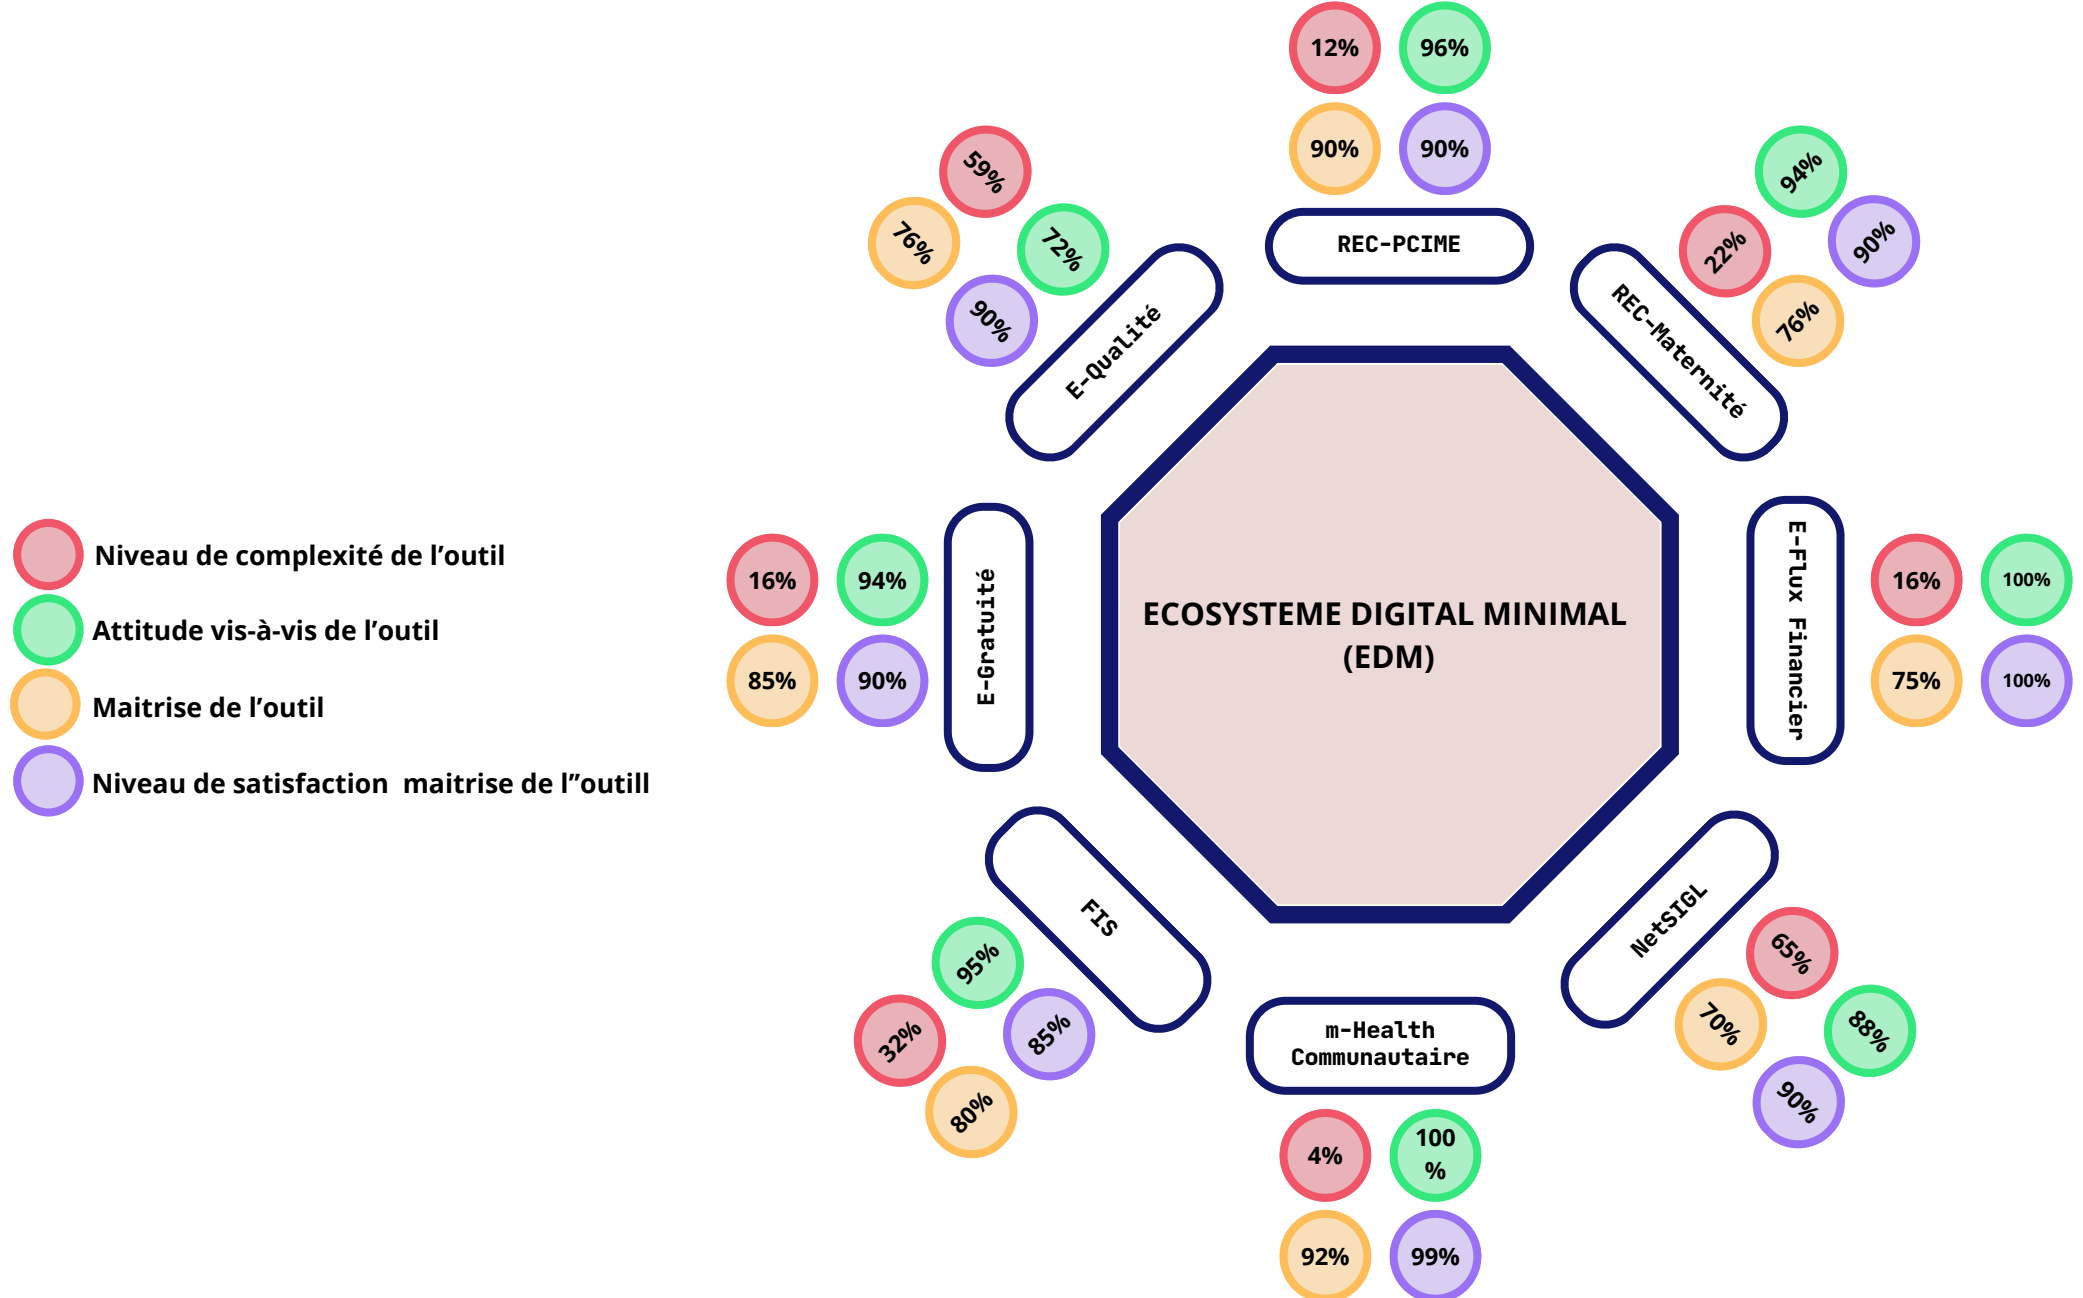 12%
96%
90%
90%
REC-PCIME
59%
76%
72%
90%
E-Qualité
94%
22%
90%
76%
REC-Maternité
Niveau de complexité de l’outil
Attitude vis-à-vis de l’outil
Maitrise de l’outil
Niveau de satisfaction  maitrise de l’’outill
16%
94%
85%
90%
E-Gratuité
ECOSYSTEME DIGITAL MINIMAL
(EDM)
E-Flux Financier
16%
100%
75%
100%
FIS
95%
32%
85%
80%
NetSIGL
65%
70%
88%
90%
m-Health
Communautaire
4%
100
%
92%
99%